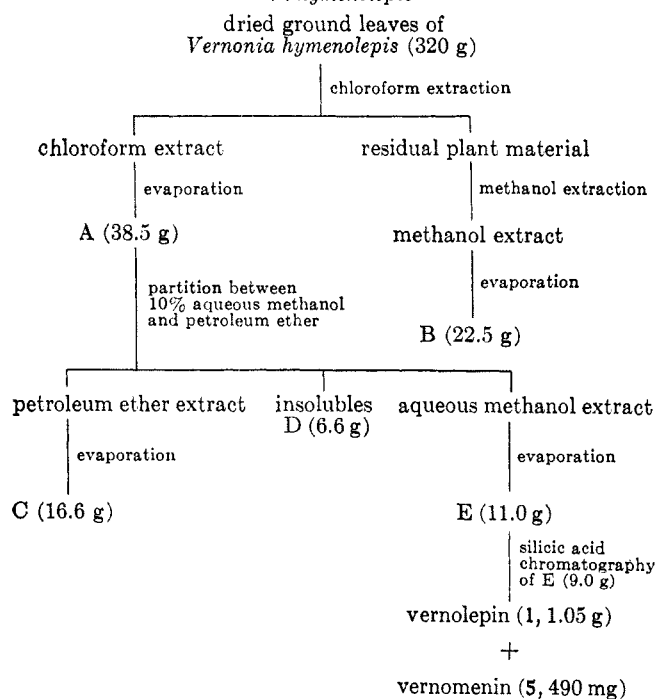 dried ground leaves of
Vernonia hymenolepis (320 g)
chloroform extraction
chloroform extract
residual plant material
evaporation
methanol extraction
A (38.5 g)
methanol extract
partition between
10% aqueous methanol
and petroleum ether
evaporation
B (22.5 g)
petroleum ether extract
insolubles
D (6.6 g)
aqueous methanol extract
evaporation
evaporation
C (16.6 g)
E (11.0 g)
silicic acid
chromatography
of E (9.0 g)
vernolepin (1, 1.05 g)
+
vernomenin (5, 490 mg)